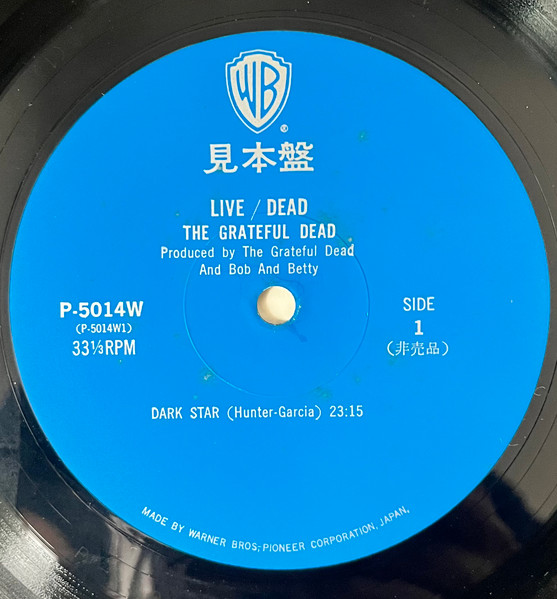 WB
®
見本盤
LIVE / DEAD
THE GRATEFUL DEAD
Produced by The Grateful Dead
And Bob And Betty
P-5014W
(P-5014W1)
33⅓RPM
SIDE
1
(非売品)
DARK STAR (Hunter-Garcia) 23:15
MADE BY WARNER BROS; PIONEER CORPORATION, JAPAN,